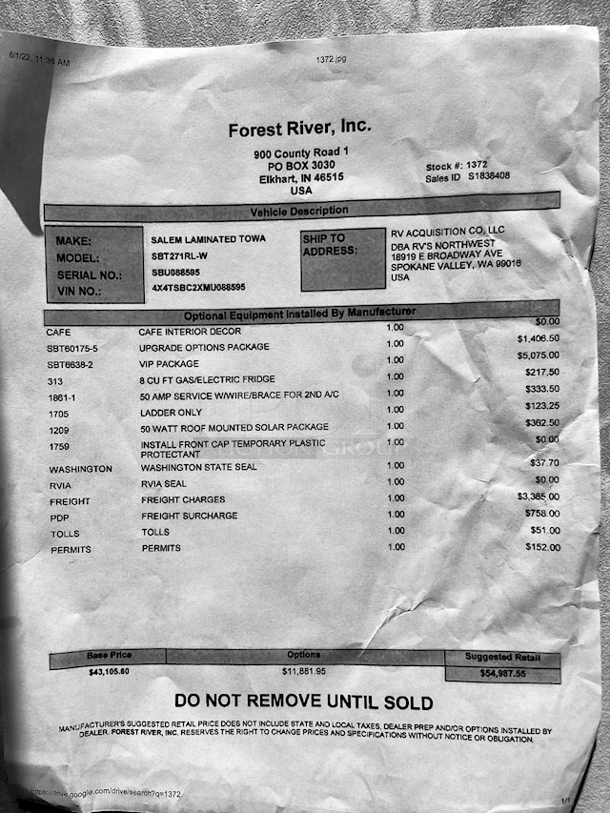 6/1/22, 11:36 AM 1372.jpg
Forest River, Inc.
900 County Road 1
PO BOX 3030
Elkhart, IN 46515
USA
Stock #: 1372
Sales ID S1838408
Vehicle Description
MAKE: SALEM LAMINATED TOWA
MODEL: SBT271RL-W
SERIAL NO.: SBU088595
VIN NO.: 4X4TSBC2XMU088595
SHIP TO
ADDRESS:
RV ACQUISITION CO, LLC
DBA RV'S NORTHWEST
18919 E BROADWAY AVE
SPOKANE VALLEY, WA 99016
USA
Optional Equipment Installed By Manufacturer
CAFE CAFE INTERIOR DECOR 1.00 $0.00
SBT60175-5 UPGRADE OPTIONS PACKAGE 1.00 $1,406.50
SBT6638-2 VIP PACKAGE 1.00 $5,075.00
313 8 CU FT GAS/ELECTRIC FRIDGE 1.00 $217.50
1861-1 50 AMP SERVICE W/WIRE/BRACE FOR 2ND A/C 1.00 $333.50
1705 LADDER ONLY 1.00 $123.25
1209 50 WATT ROOF MOUNTED SOLAR PACKAGE 1.00 $362.50
1759 INSTALL FRONT CAP TEMPORARY PLASTIC 1.00 $0.00
PROTECTANT
WASHINGTON WASHINGTON STATE SEAL 1.00 $37.70
RVIA RVIA SEAL 1.00 $0.00
FREIGHT FREIGHT CHARGES 1.00 $3,365.00
PDP FREIGHT SURCHARGE 1.00 $758.00
TOLLS TOLLS 1.00 $51.00
PERMITS PERMITS 1.00 $152.00
Base Price Options Suggested Retail
$43,105.60 $11,881.95 $54,987.55
DO NOT REMOVE UNTIL SOLD
MANUFACTURER'S SUGGESTED RETAIL PRICE DOES NOT INCLUDE STATE AND LOCAL TAXES, DEALER PREP AND/OR OPTIONS INSTALLED BY
DEALER. FOREST RIVER, INC. RESERVES THE RIGHT TO CHANGE PRICES AND SPECIFICATIONS WITHOUT NOTICE OR OBLIGATION.
https://drive.google.com/drive/search?q=1372 1/1
GROUP